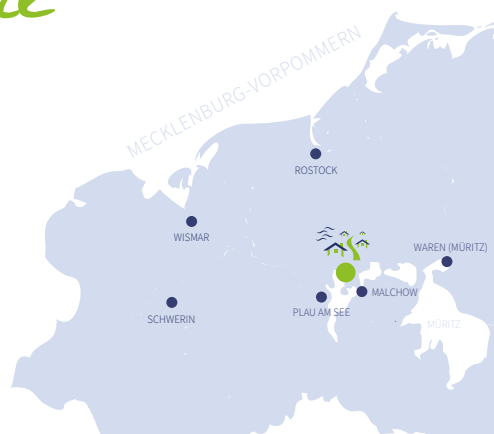 MECKLENBURG-VORPOMMERN
ROSTOCK
WISMAR
WAREN (MÜRITZ)
MALCHOW
PLAU AM SEE
SCHWERIN
MÜRITZ